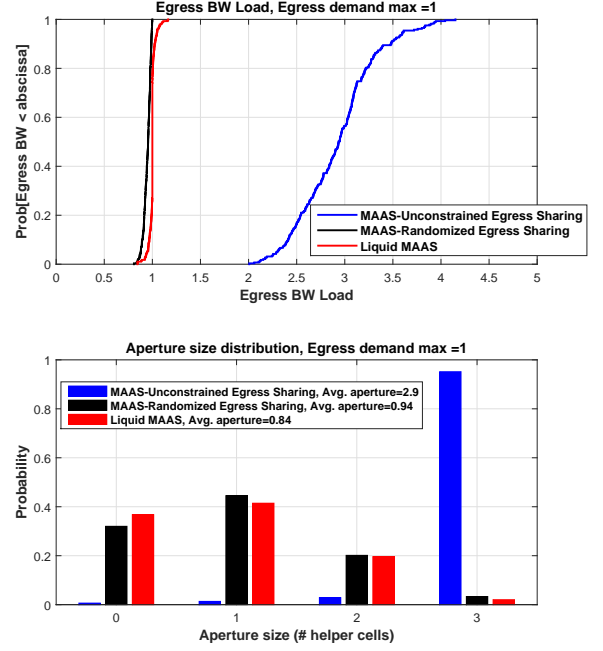 Egress BW Load, Egress demand max =1
Prob[Egress BW < abscissa]
1
0.8
0.6
0.4
0.2
0
MAAS-Unconstrained Egress Sharing
MAAS-Randomized Egress Sharing
Liquid MAAS
0 0.5 1 1.5 2 2.5 3 3.5 4 4.5 5
Egress BW Load
Aperture size distribution, Egress demand max =1
Probability
1
0.8
0.6
0.4
0.2
0
MAAS-Unconstrained Egress Sharing, Avg. aperture=2.9
MAAS-Randomized Egress Sharing, Avg. aperture=0.94
Liquid MAAS, Avg. aperture=0.84
0 1 2 3
Aperture size (# helper cells)